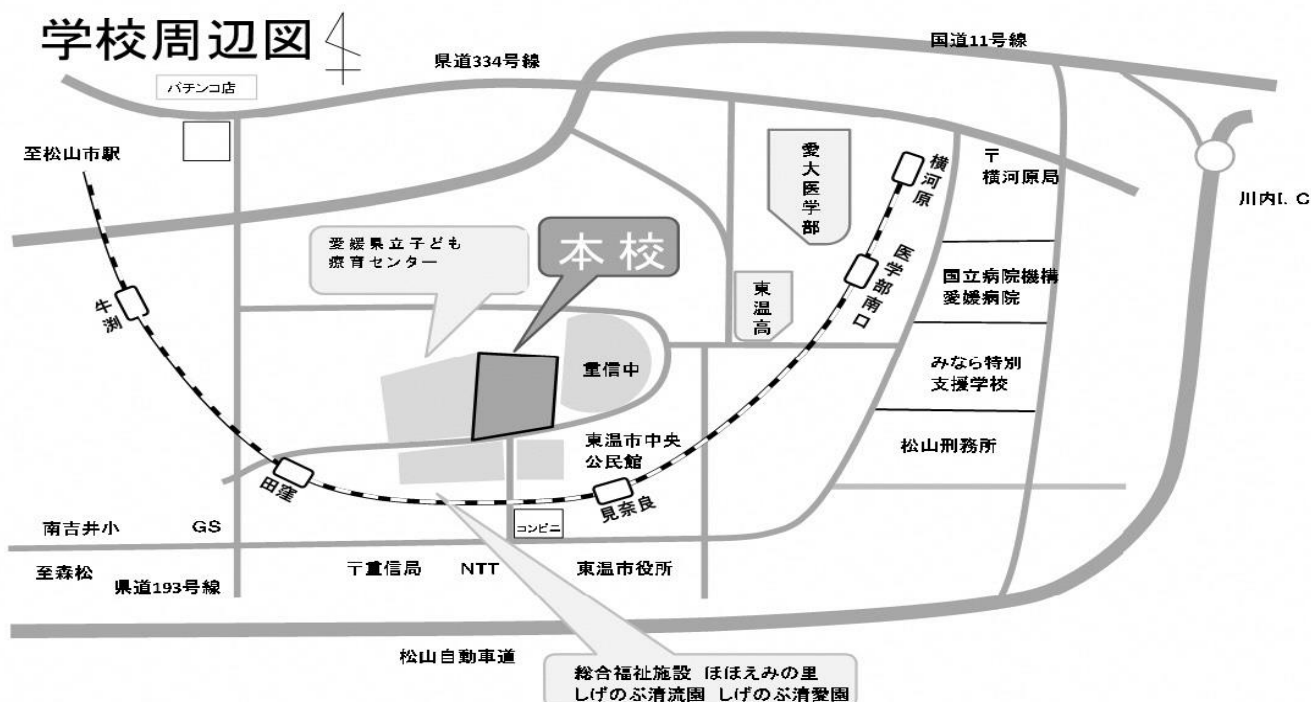 学校周辺図
国道11号線
県道334号線
パチンコ店
至松山市駅
愛大医学部
横河原
〒
横河原局
川内I.C
愛媛県立子ども
療育センター
本校
医学部南口
国立病院機構
愛媛病院
牛渕
東温高
重信中
みなら特別
支援学校
東温市中央
公民館
松山刑務所
田窪
見奈良
南吉井小
GS
コンビニ
至森松
県道193号線
〒重信局
NTT
東温市役所
松山自動車道
総合福祉施設 ほほえみの里
しげのぶ清流園 しげのぶ清愛園